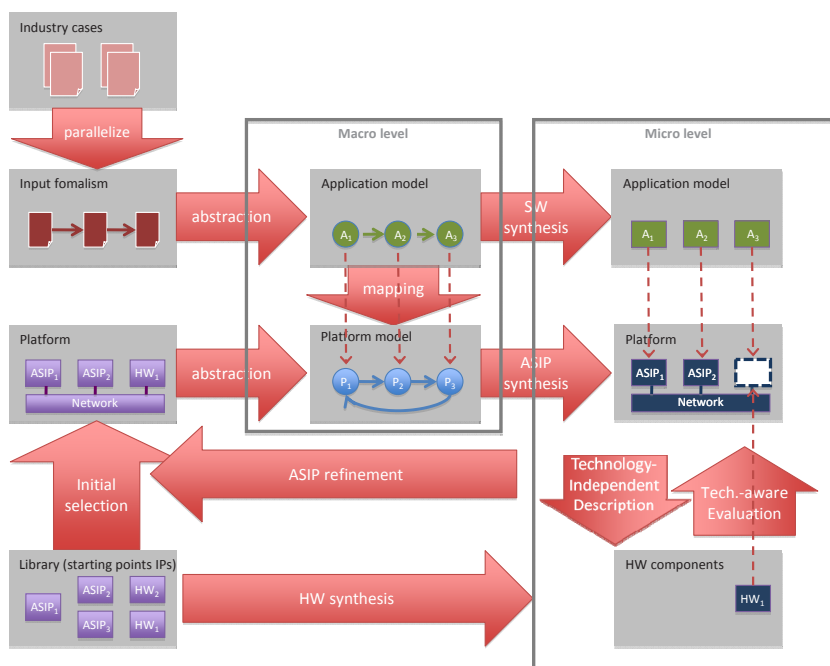 Industry cases
parallelize
Macro level
Micro level
Input fomalism
abstraction
Application model
A1
A2
A3
SW
synthesis
Application model
A1
A2
A3
mapping
Platform
ASIP1
ASIP2
HW1
Network
abstraction
Platform model
P1
P2
P3
ASIP
synthesis
Platform
ASIP1
ASIP2
Network
Initial
selection
ASIP refinement
Technology-
Independent
Description
Tech.-aware
Evaluation
Library (starting points IPs)
ASIP1
ASIP2
HW2
ASIP3
HW1
HW synthesis
HW components
HW1